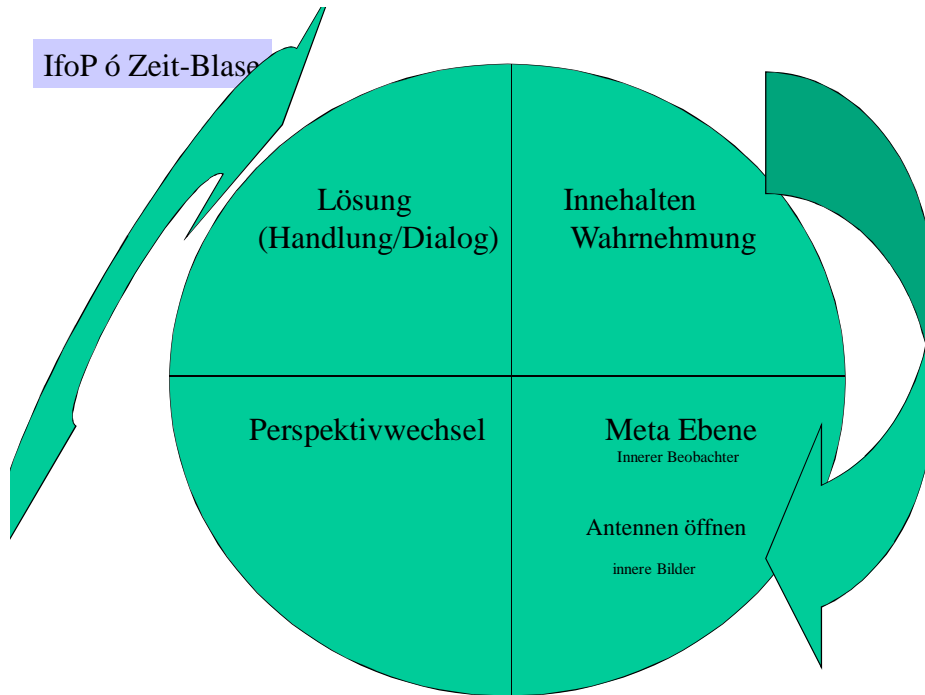 IfoP ó Zeit-Blase
Lösung
(Handlung/Dialog)
Innehalten
Wahrnehmung
Perspektivwechsel
Meta Ebene
Innerer Beobachter
Antennen öffnen
innere Bilder